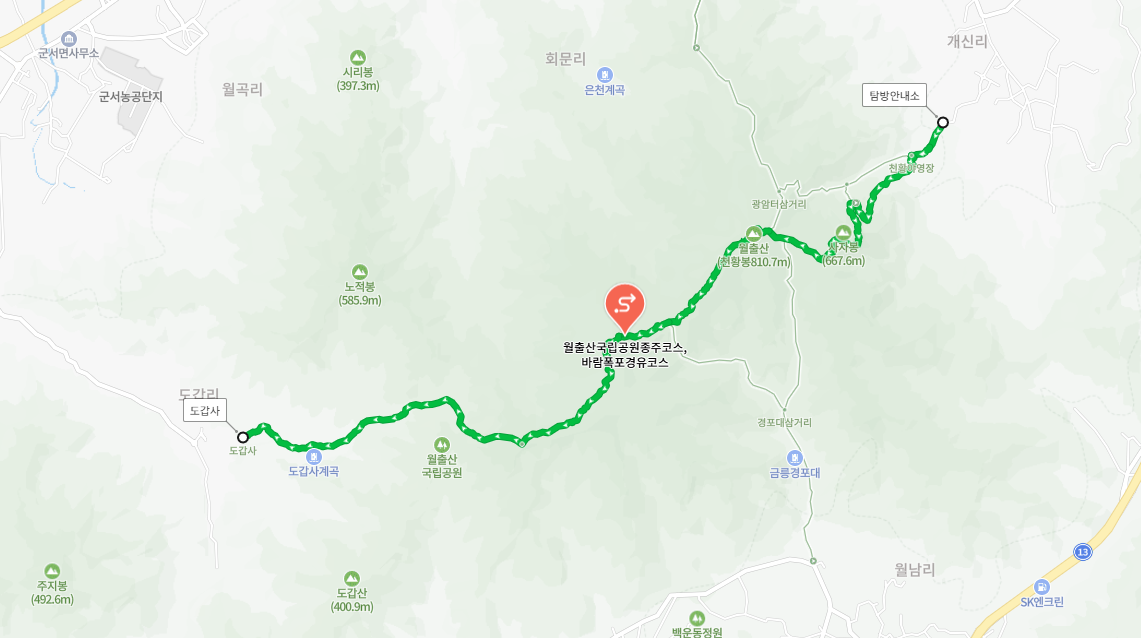 군서면사무소
시리봉
(397.3m)
회문리
개신리
은천계곡
월곡리
군서농공단지
탐방안내소
천황야영장
광암터삼거리
월출산
(천황봉810.7m)
사자봉
(667.6m)
노적봉
(585.9m)
월출산국립공원종주코스,
바람폭포경유코스
도갑리
도갑사
도갑사
도갑사계곡
월출산
국립공원
경포대삼거리
금릉경포대
13
주지봉
(492.6m)
도갑산
(400.9m)
월남리
SK엔크린
백운동정원